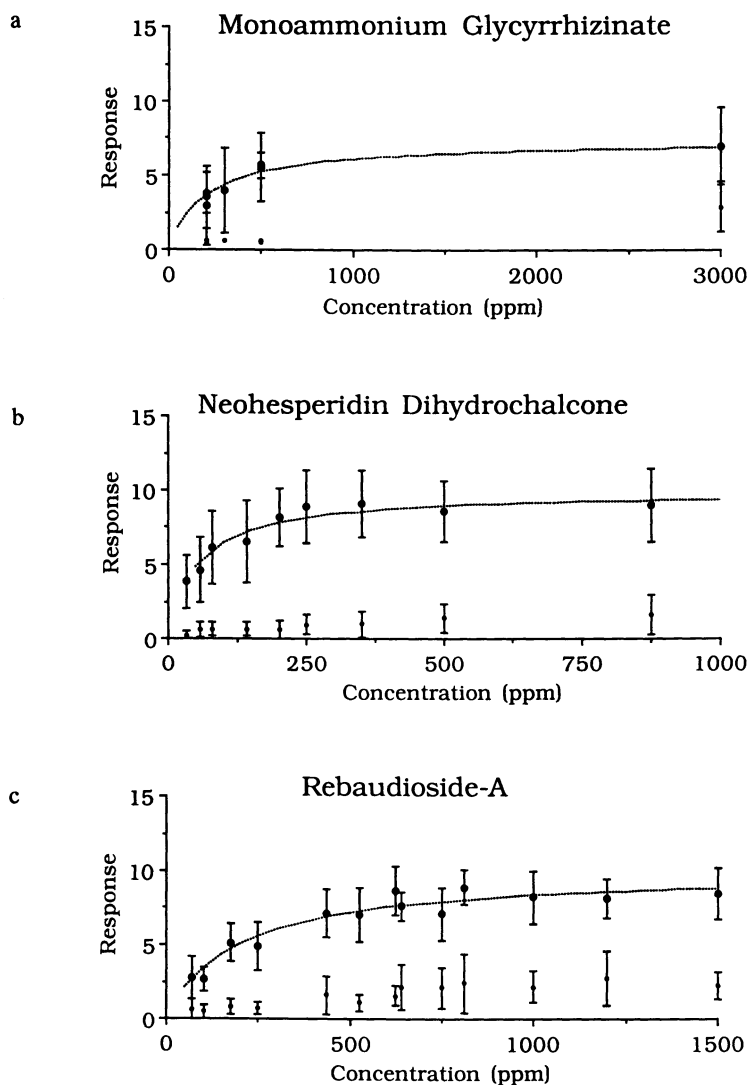 a
Monoammonium Glycyrrhizinate
15
10
5
0
Response
0 1000 2000 3000
Concentration (ppm)
b
Neohesperidin Dihydrochalcone
15
10
5
0
Response
0 250 500 750 1000
Concentration (ppm)
c
Rebaudioside-A
15
10
5
0
Response
0 500 1000 1500
Concentration (ppm)